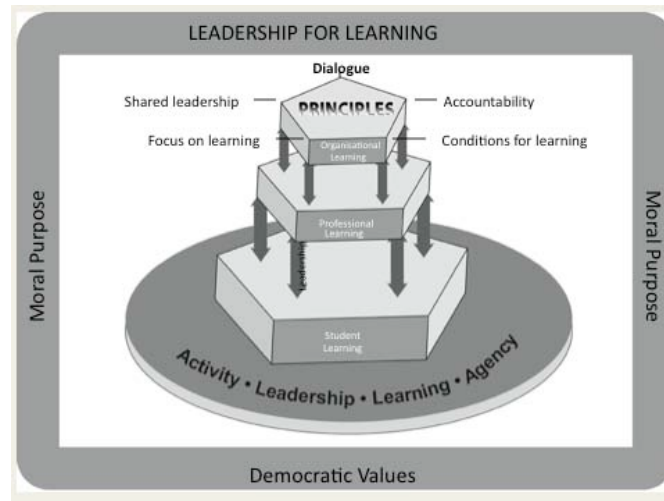 LEADERSHIP FOR LEARNING
Dialogue
Shared leadership
PRINCIPLES
Accountability
Focus on learning
Organisational
Learning
Conditions for learning
Professional
Learning
Leadership
Student
Learning
Activity • Leadership • Learning • Agency
Moral Purpose
Moral Purpose
Democratic Values